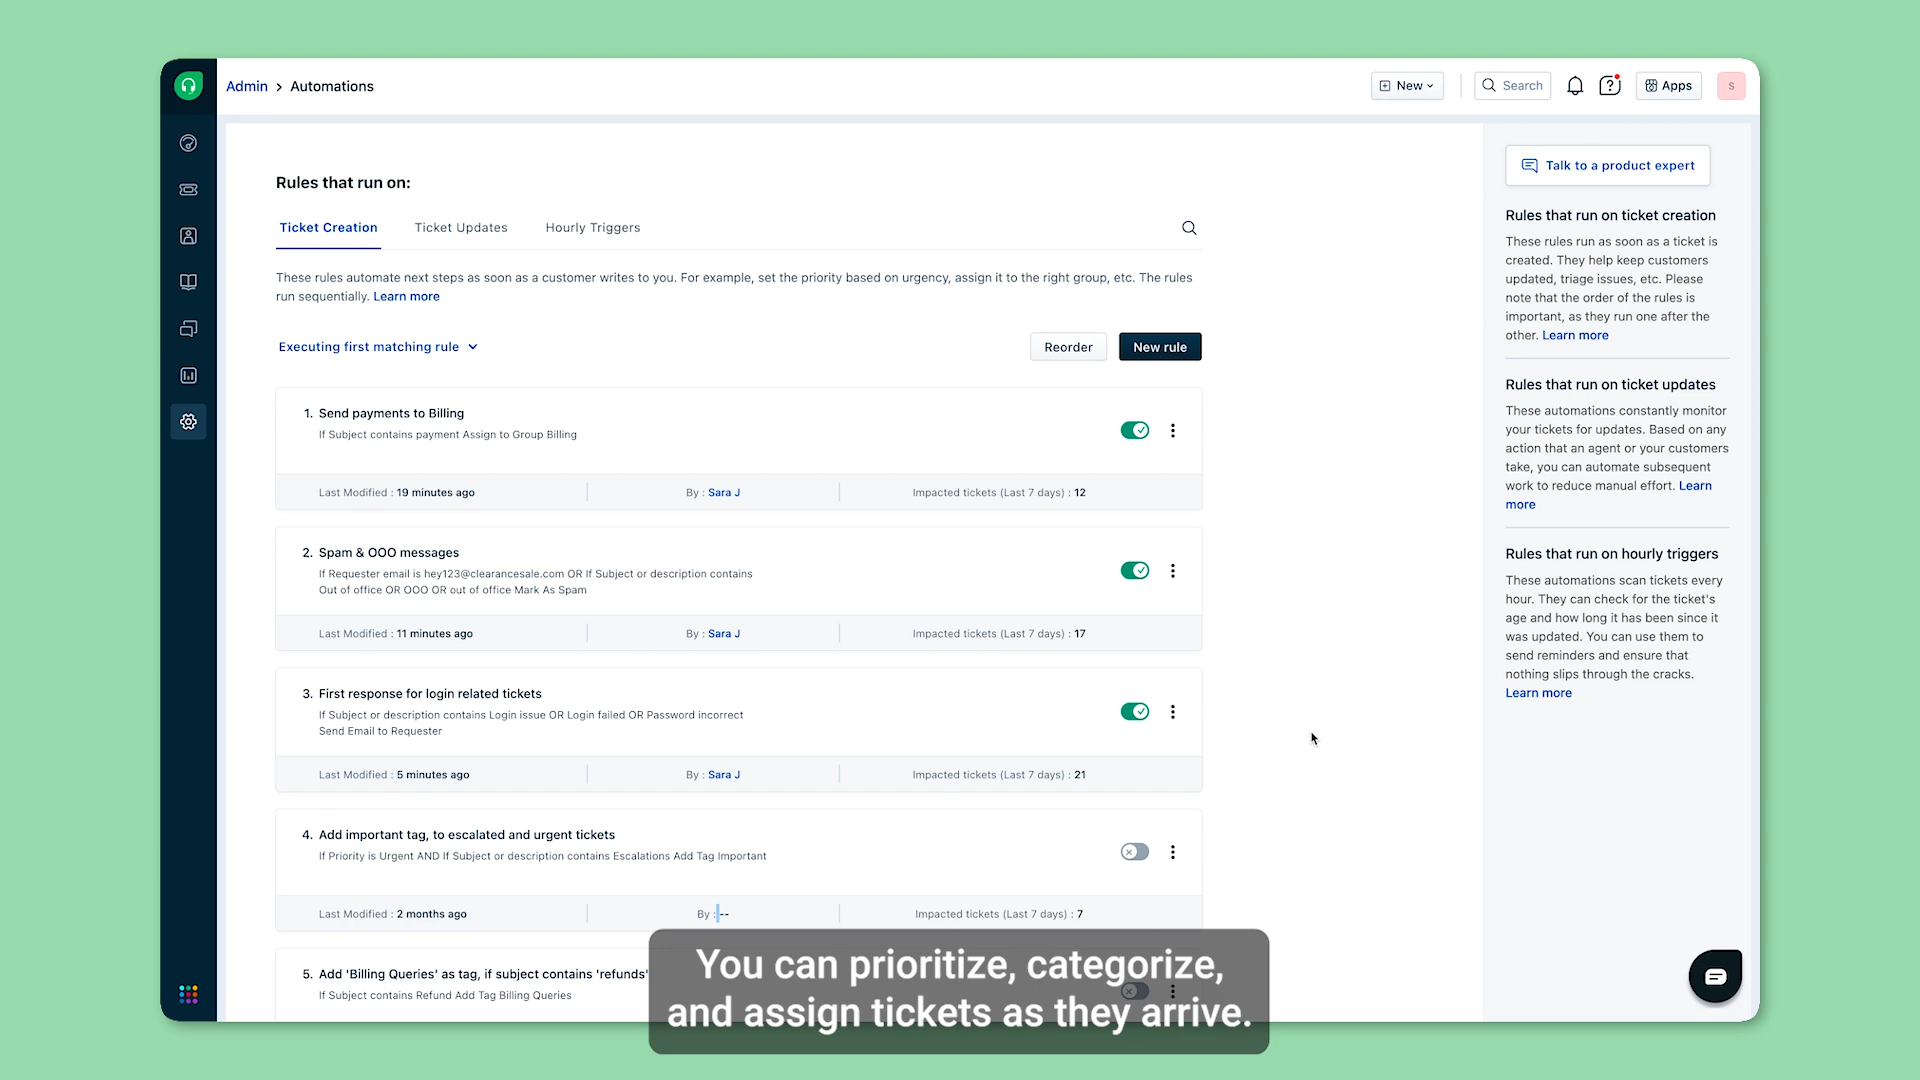 Admin > Automations
New
Search
Apps
S
Rules that run on:
Ticket Creation
Ticket Updates
Hourly Triggers
These rules automate next steps as soon as a customer writes to you. For example, set the priority based on urgency, assign it to the right group, etc. The rules
run sequentially. Learn more
Executing first matching rule
Reorder
New rule
1. Send payments to Billing
If Subject contains payment Assign to Group Billing
Last Modified : 19 minutes ago
By : Sara J
Impacted tickets (Last 7 days) : 12
2. Spam & OOO messages
If Requester email is hey123@clearancesale.com OR If Subject or description contains
Out of office OR OOO OR out of office Mark As Spam
Last Modified : 11 minutes ago
By : Sara J
Impacted tickets (Last 7 days) : 17
3. First response for login related tickets
If Subject or description contains Login issue OR Login failed OR Password incorrect
Send Email to Requester
Last Modified : 5 minutes ago
By : Sara J
Impacted tickets (Last 7 days) : 21
4. Add important tag, to escalated and urgent tickets
If Priority is Urgent AND If Subject or description contains Escalations Add Tag Important
Last Modified : 2 months ago
By : --
Impacted tickets (Last 7 days) : 7
5. Add 'Billing Queries' as tag, if subject contains 'refunds'
If Subject contains Refund Add Tag Billing Queries
Talk to a product expert
Rules that run on ticket creation
These rules run as soon as a ticket is
created. They help keep customers
updated, triage issues, etc. Please
note that the order of the rules is
important, as they run one after the
other. Learn more
Rules that run on ticket updates
These automations constantly monitor
your tickets for updates. Based on any
action that an agent or your customers
take, you can automate subsequent
work to reduce manual effort. Learn
more
Rules that run on hourly triggers
These automations scan tickets every
hour. They can check for the ticket's
age and how long it has been since it
was updated. You can use them to
send reminders and ensure that
nothing slips through the cracks.
Learn more
You can prioritize, categorize,
and assign tickets as they arrive.